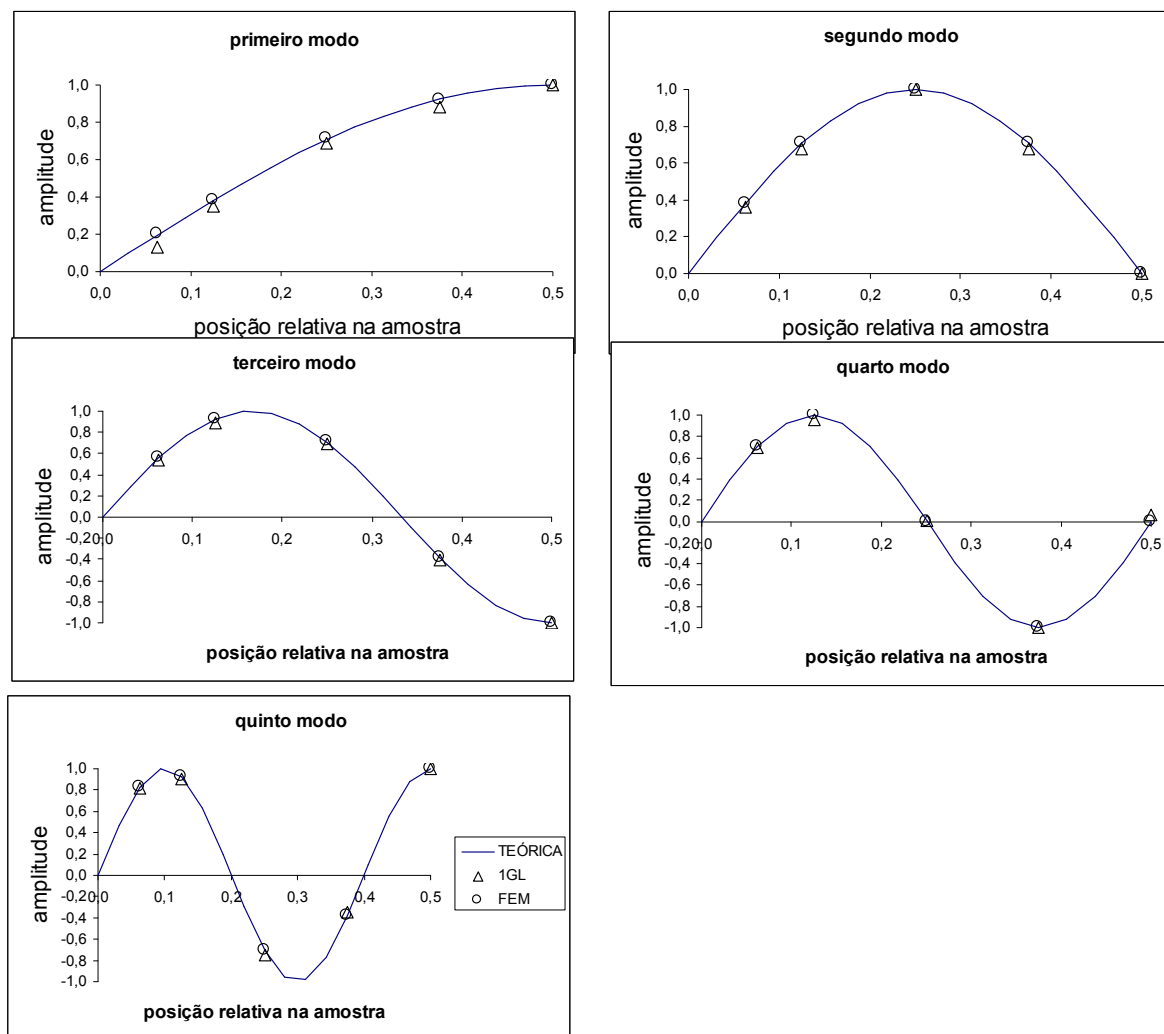 primeiro modo
1,0
0,8
0,6
0,4
0,2
0,0
amplitude
0,0 0,1 0,2 0,3 0,4 0,5
posição relativa na amostra
segundo modo
1,0
0,8
0,6
0,4
0,2
0,0
amplitude
0,0 0,1 0,2 0,3 0,4 0,5
posição relativa na amostra
terceiro modo
1,0
0,8
0,6
0,4
0,2
0,0
-0,2
-0,4
-0,6
-0,8
-1,0
amplitude
0,0 0,1 0,2 0,3 0,4 0,5
posição relativa na amostra
quarto modo
1,0
0,8
0,6
0,4
0,2
0,0
-0,2
-0,4
-0,6
-0,8
-1,0
amplitude
0,0 0,1 0,2 0,3 0,4 0,5
posição relativa na amostra
quinto modo
1,0
0,8
0,6
0,4
0,2
0,0
-0,2
-0,4
-0,6
-0,8
-1,0
amplitude
0,0 0,1 0,2 0,3 0,4 0,5
posição relativa na amostra
TEÓRICA
1GL
FEM